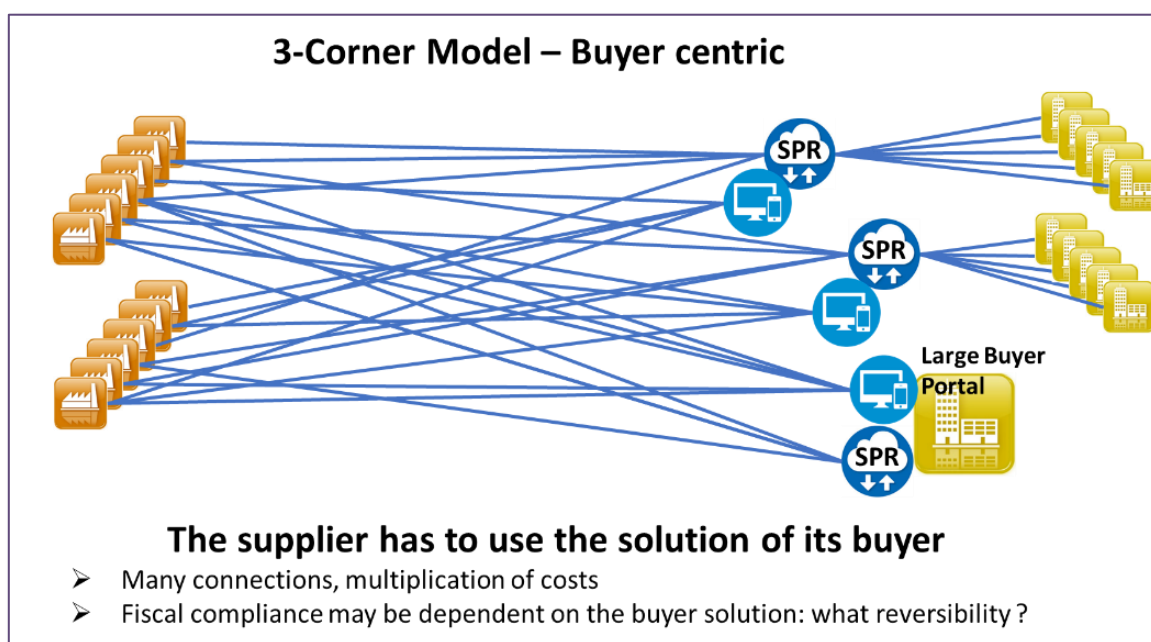 3-Corner Model – Buyer centric
SPR
SPR
Large Buyer
Portal
SPR
The supplier has to use the solution of its buyer
➢ Many connections, multiplication of costs
➢ Fiscal compliance may be dependent on the buyer solution: what reversibility ?